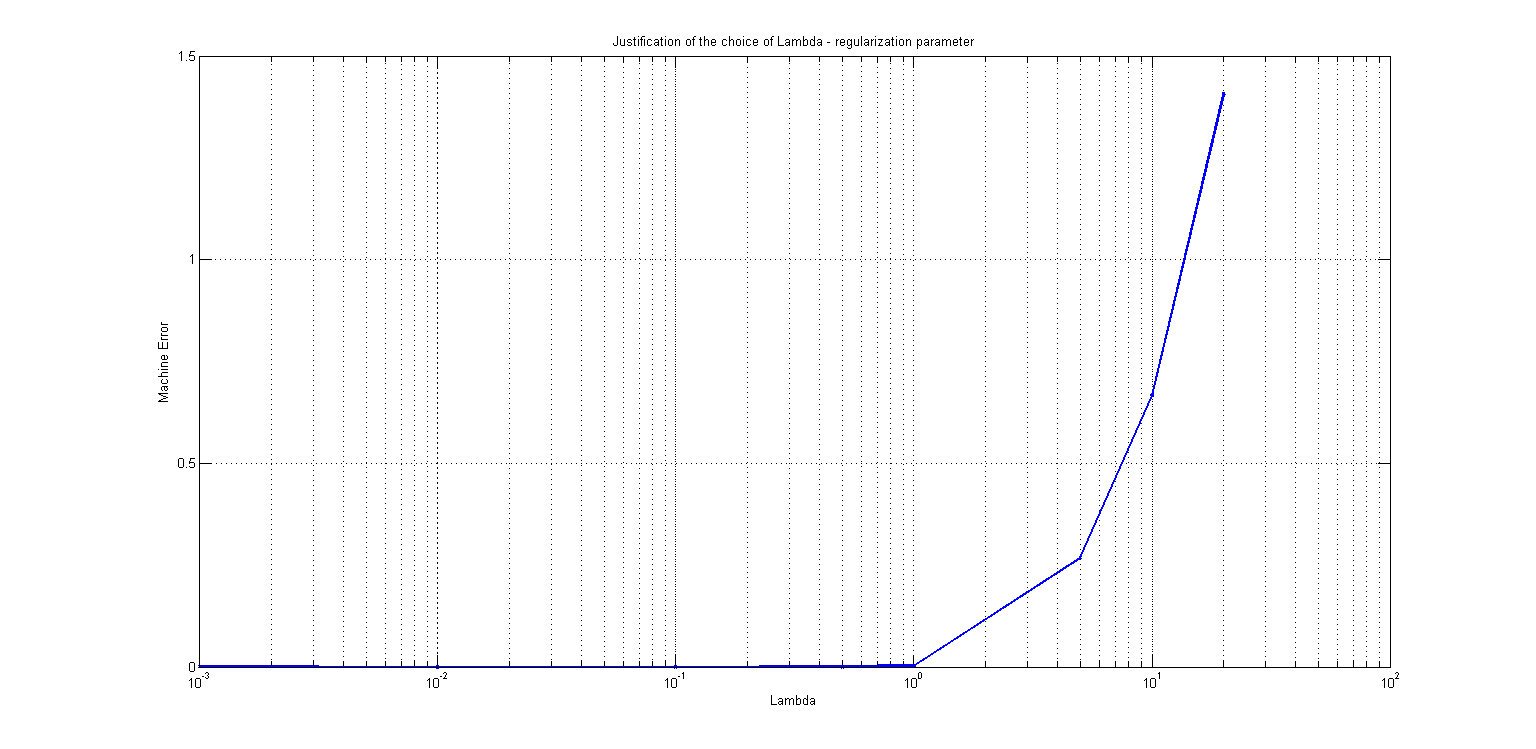 Justification of the choice of Lambda - regularization parameter
1.5
1
0.5
0
Machine Error
10^-3 10^-2 10^-1 10^0 10^1 10^2
Lambda